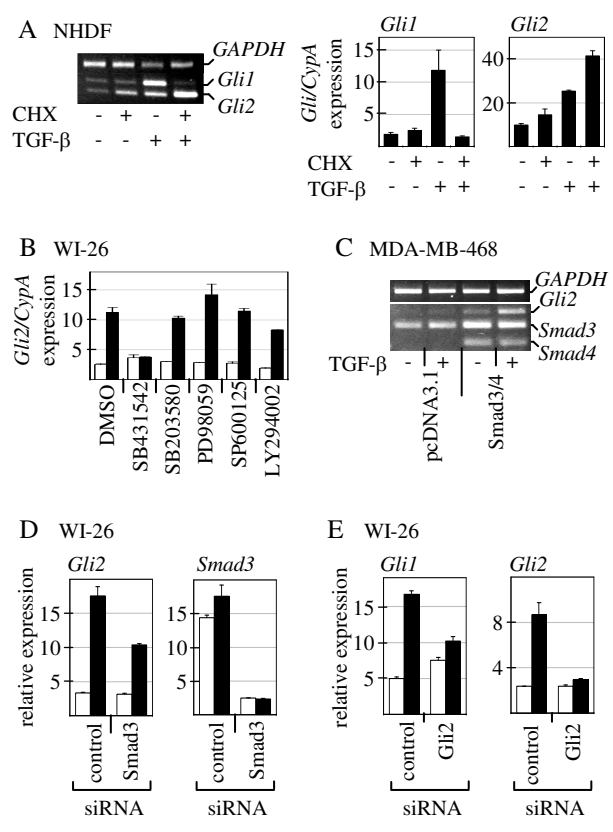 A NHDF
GAPDH
Gli1
Gli2
CHX - + - +
TGF-β - - + +
Gli1
Gli/CypA
expression
15
10
5
CHX - + - +
TGF-β - - + +
Gli2
40
20
- + - +
- - + +
B WI-26
Gli2/CypA
expression
15
10
5
DMSO
SB431542
SB203580
PD98059
SP600125
LY294002
C MDA-MB-468
GAPDH
Gli2
Smad3
Smad4
TGF-β - + - +
pcDNA3.1
Smad3/4
D WI-26
Gli2
relative expression
15
10
5
control
Smad3
siRNA
Smad3
15
10
5
control
Smad3
siRNA
E WI-26
Gli1
relative expression
15
10
5
control
Gli2
siRNA
Gli2
8
4
control
Gli2
siRNA